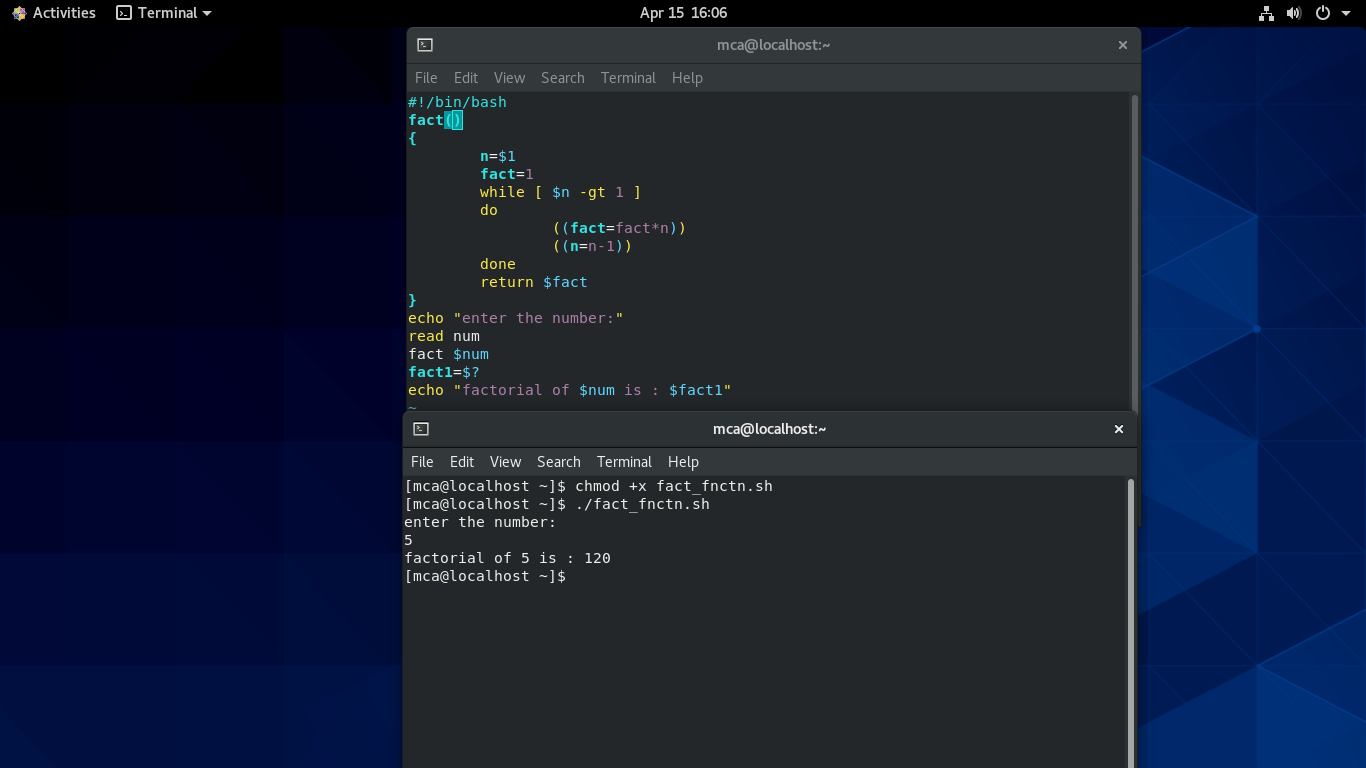 Activities Terminal Apr 15 16:06
mca@localhost:~
File Edit View Search Terminal Help
#!/bin/bash
fact()
{
        n=$1
        fact=1
        while [ $n -gt 1 ]
        do
                ((fact=fact*n))
                ((n=n-1))
        done
        return $fact
}
echo "enter the number:"
read num
fact $num
fact1=$?
echo "factorial of $num is : $fact1"
~
mca@localhost:~
File Edit View Search Terminal Help
[mca@localhost ~]$ chmod +x fact_fnctn.sh
[mca@localhost ~]$ ./fact_fnctn.sh
enter the number:
5
factorial of 5 is : 120
[mca@localhost ~]$